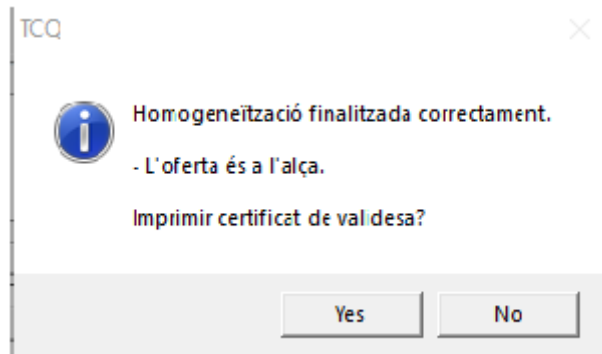 TCQ
Homogeneïtzació finalitzada correctament.
- L'oferta és a l'alça.
Imprimir certificat de validesa?
Yes
No